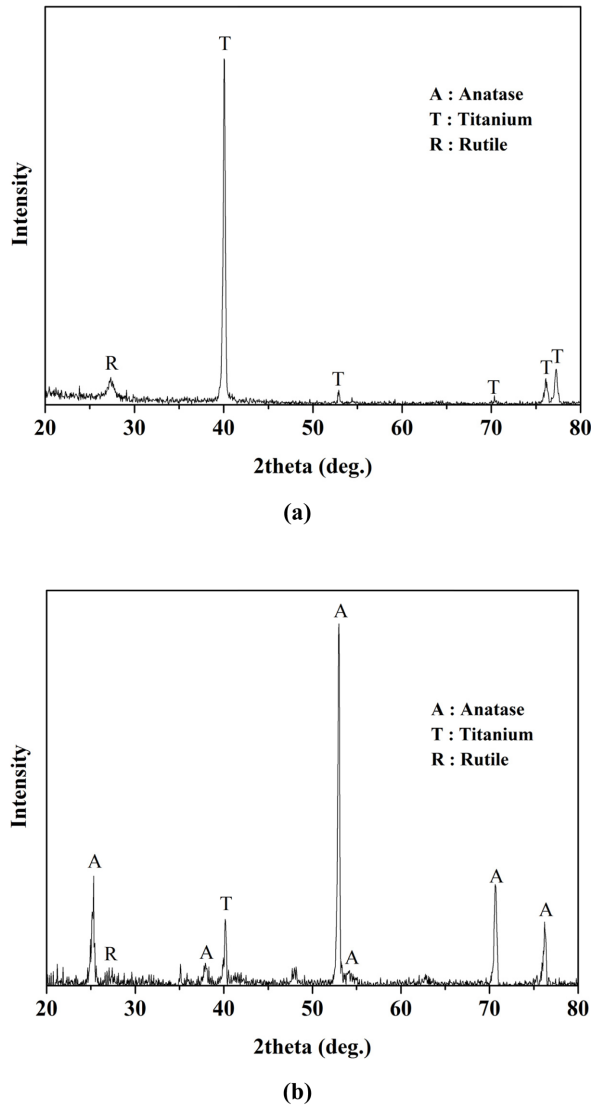 T
A : Anatase
T : Titanium
R : Rutile
Intensity
R
T
T
T
T
20 30 40 50 60 70 80
2theta (deg.)
(a)
A
A : Anatase
T : Titanium
R : Rutile
Intensity
A
A
T
A
R
A
A
20 30 40 50 60 70 80
2theta (deg.)
(b)